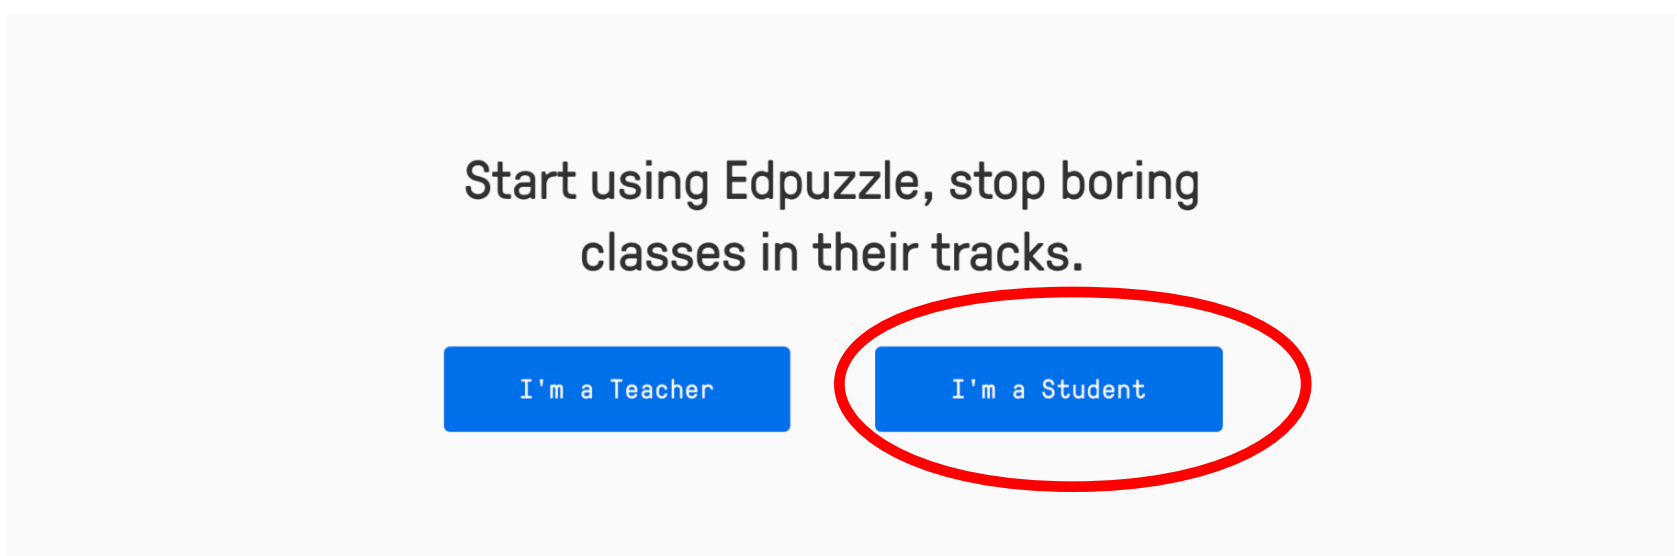 Start using Edpuzzle, stop boring
classes in their tracks.
I'm a Teacher
I'm a Student